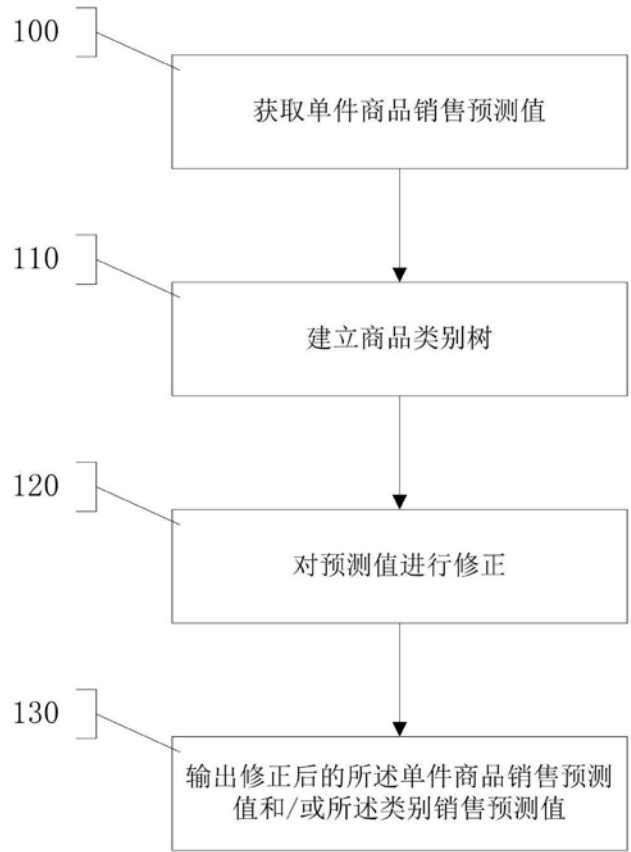 100
获取单件商品销售预测值
110
建立商品类别树
120
对预测值进行修正
130
输出修正后的所述单件商品销售预测
值和/或所述类别销售预测值